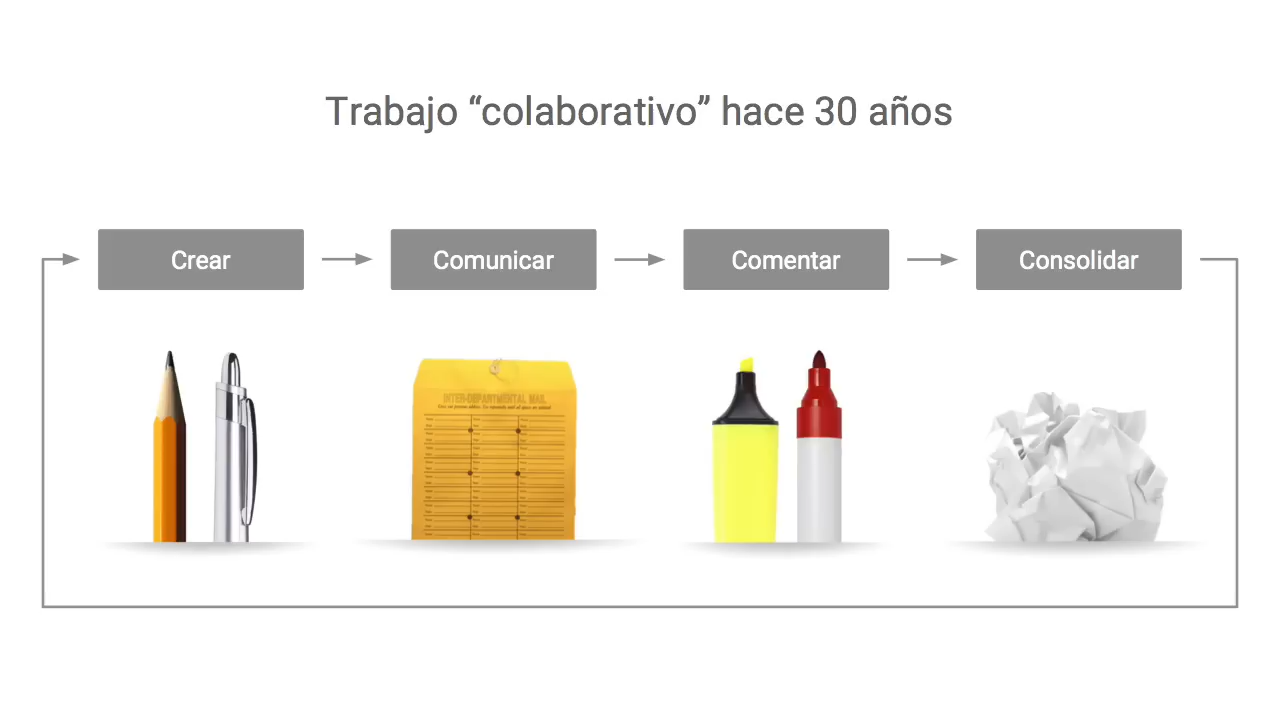 Trabajo “colaborativo” hace 30 años
Crear
Comunicar
Comentar
Consolidar
INTER-DEPARTMENTAL MAIL